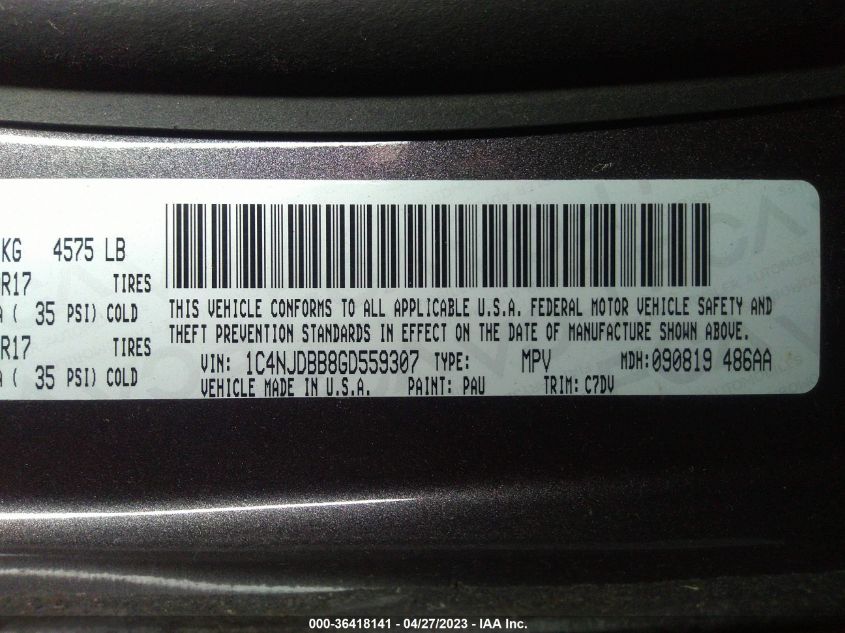 KG 4575 LB
R17 TIRES
( 35 PSI) COLD
R17 TIRES
( 35 PSI) COLD
THIS VEHICLE CONFORMS TO ALL APPLICABLE U.S.A. FEDERAL MOTOR VEHICLE SAFETY AND
THEFT PREVENTION STANDARDS IN EFFECT ON THE DATE OF MANUFACTURE SHOWN ABOVE.
VIN: 1C4NJDBB8GD559307 TYPE: MPV MDH:090819 486AA
VEHICLE MADE IN U.S.A. PAINT: PAU TRIM: C7DV
000-36418141 - 04/27/2023 - IAA Inc.